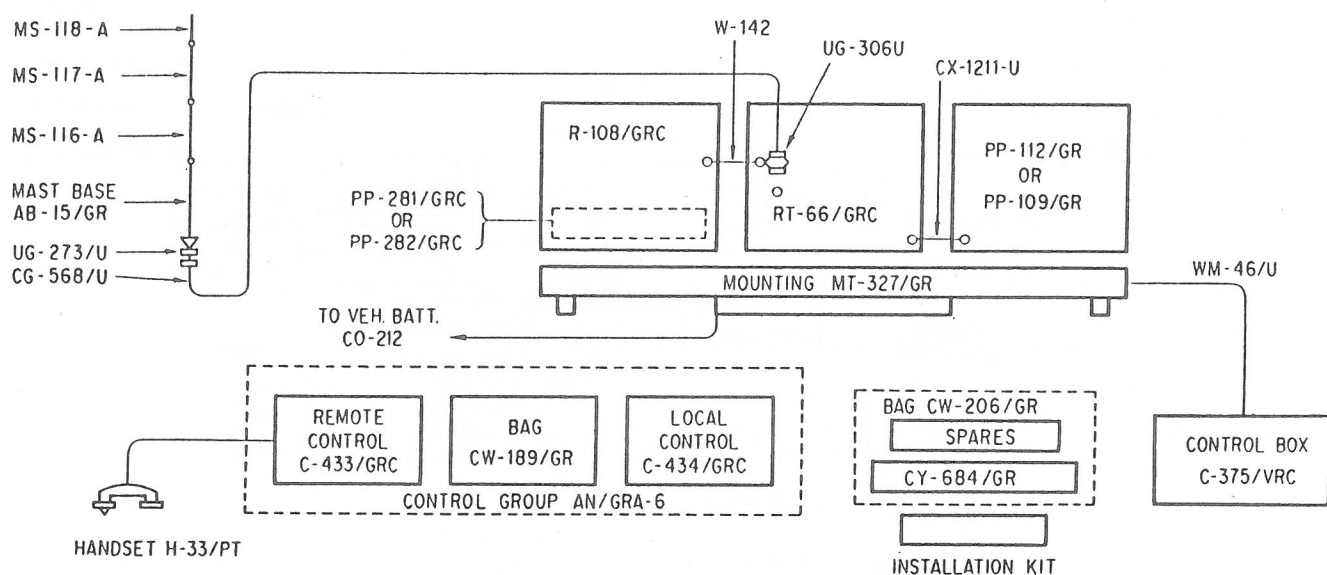 MS-118-A
MS-117-A
MS-116-A
MAST BASE
AB-15/GR
UG-273/U
CG-568/U
W-142
UG-306U
CX-1211-U
R-108/GRC
PP-281/GRC
OR
PP-282/GRC
RT-66/GRC
PP-112/GR
OR
PP-109/GR
MOUNTING MT-327/GR
WM-46/U
TO VEH. BATT.
CO-212
REMOTE
CONTROL
C-433/GRC
BAG
CW-189/GR
LOCAL
CONTROL
C-434/GRC
CONTROL GROUP AN/GRA-6
HANDSET H-33/PT
BAG CW-206/GR
SPARES
CY-684/GR
INSTALLATION KIT
CONTROL BOX
C-375/VRC